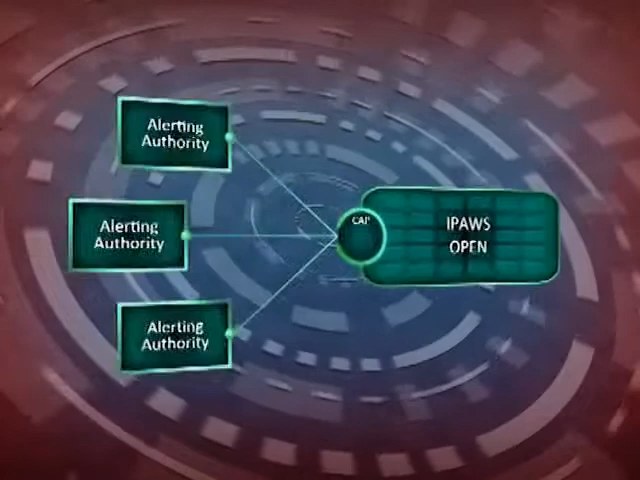 Alerting
Authority
Alerting
Authority
Alerting
Authority
CAP
IPAWS
OPEN